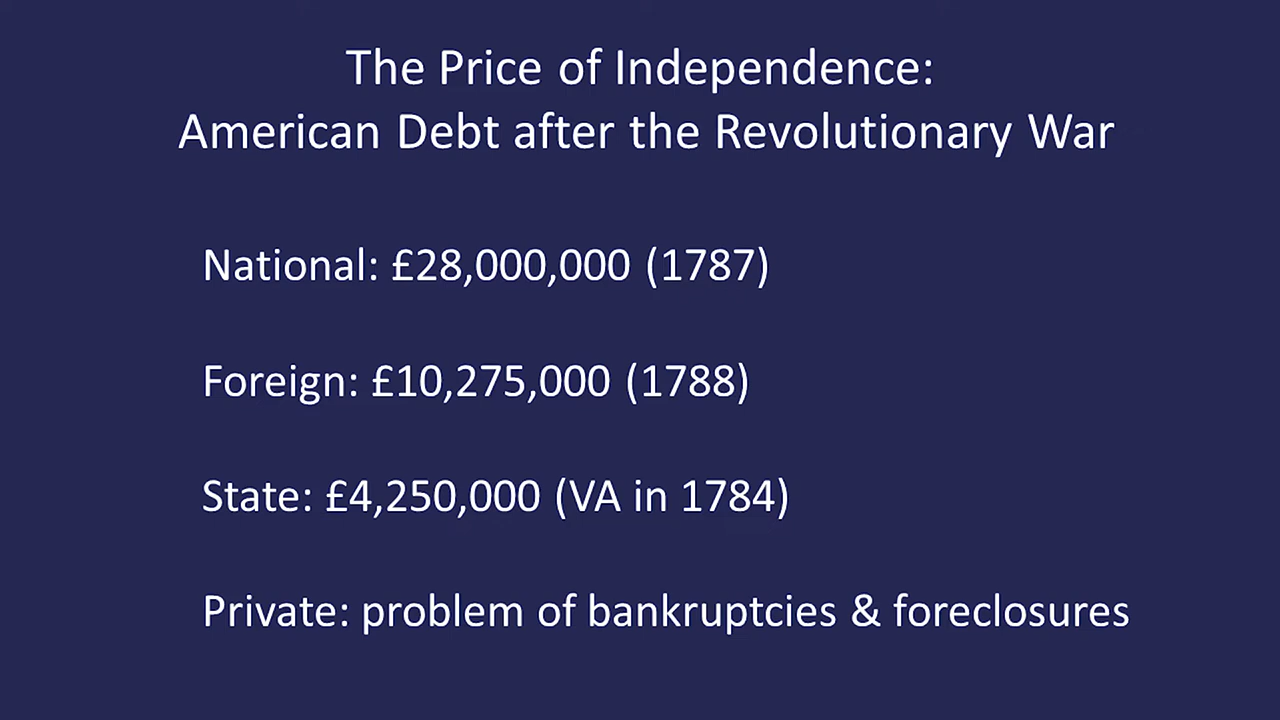 The Price of Independence:
American Debt after the Revolutionary War
National: £28,000,000 (1787)
Foreign: £10,275,000 (1788)
State: £4,250,000 (VA in 1784)
Private: problem of bankruptcies & foreclosures